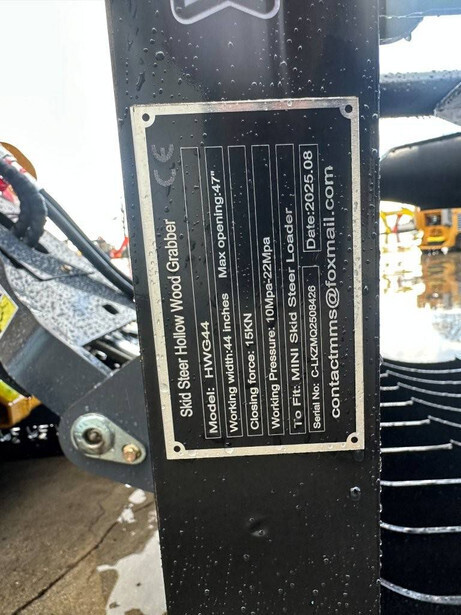 CE
Skid Steer Hollow Wood Grabber
Model: HWG44
Working width:44 inches Max opening:47"
Closing force: 15KN
Working Pressure: 10Mpa-22Mpa
To Fit: MINI Skid Steer Loader
Serial No: C-LKZMO2508426 Date:2025.08
contactmms@foxmail.com